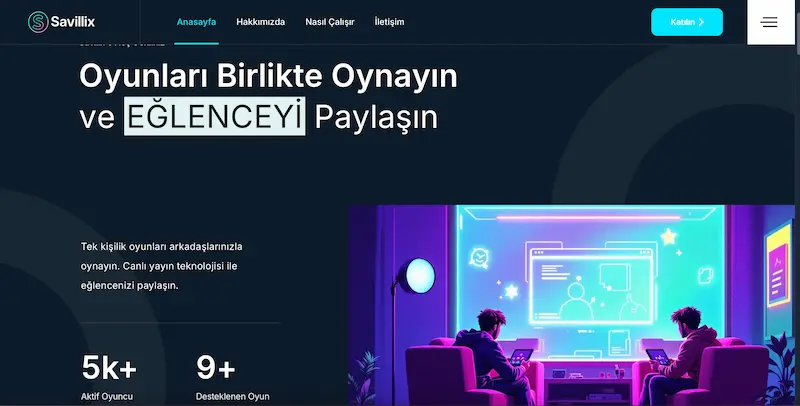 Savillix
Anasayfa
Hakkımızda
Nasıl Çalışır
İletişim
Katılın
Oyunları Birlikte Oynayın
ve EĞLENCEYİ Paylaşın
Tek kişilik oyunları arkadaşlarınızla
oynayın. Canlı yayın teknolojisi ile
eğlencenizi paylaşın.
5k+
9+
Aktif Oyuncu
Desteklenen Oyun